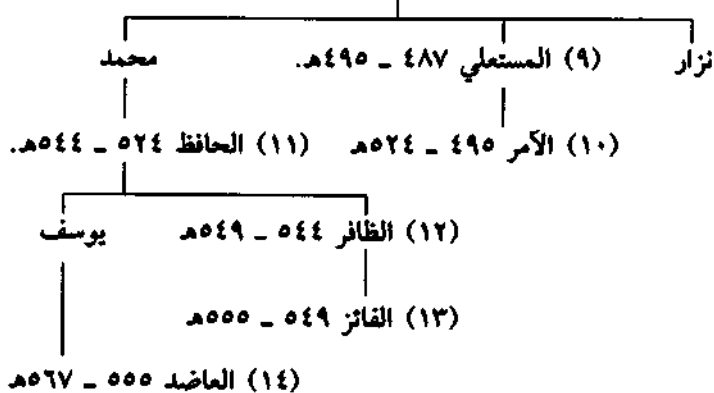 نزار (٩) المستعلي ٤٨٧ ـ ٤٩٥هـ. محمد
(١٠) الآمر ٤٩٥ ـ ٥٢٤هـ (١١) الحافظ ٥٢٤ ـ ٥٤٤هـ.
(١٢) الظافر ٥٤٤ ـ ٥٤٩هـ يوسف
(١٣) الفائز ٥٤٩ ـ ٥٥٥هـ
(١٤) العاضد ٥٥٥ ـ ٥٦٧هـ